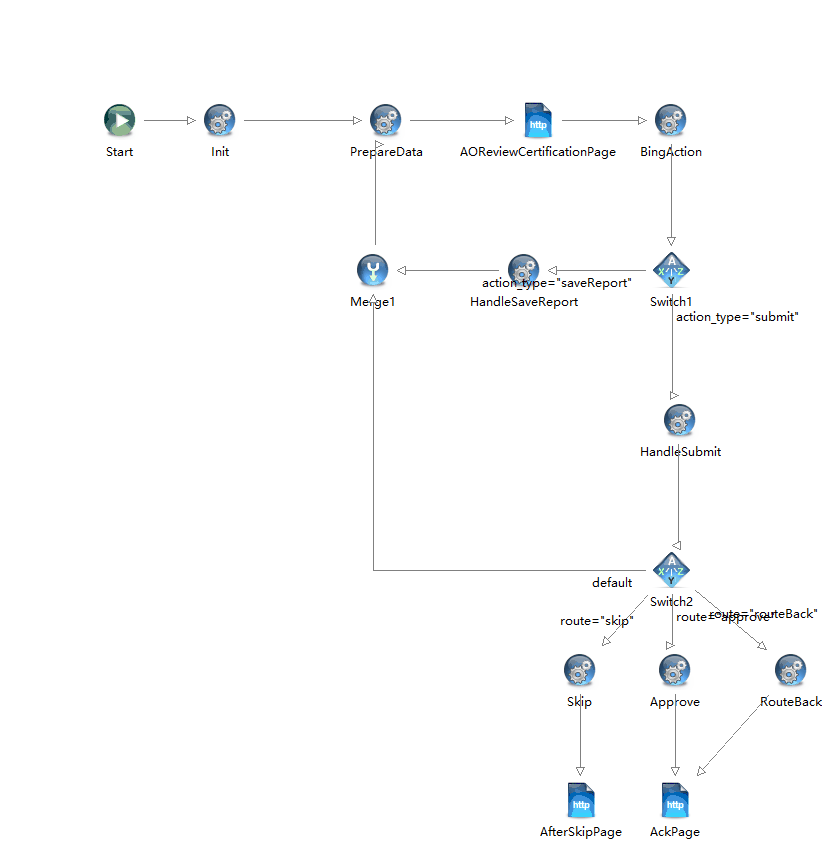 Start
Init
PrepareData
http
AOReviewCertificationPage
BingAction
Merge1
action_type="saveReport"
HandleSaveReport
A
X Z
Y
Switch1
action_type="submit"
HandleSubmit
default
A
X Z
Y
Switch2
route="skip"
route="approve"
route="routeBack"
Skip
Approve
RouteBack
http
AfterSkipPage
http
AckPage